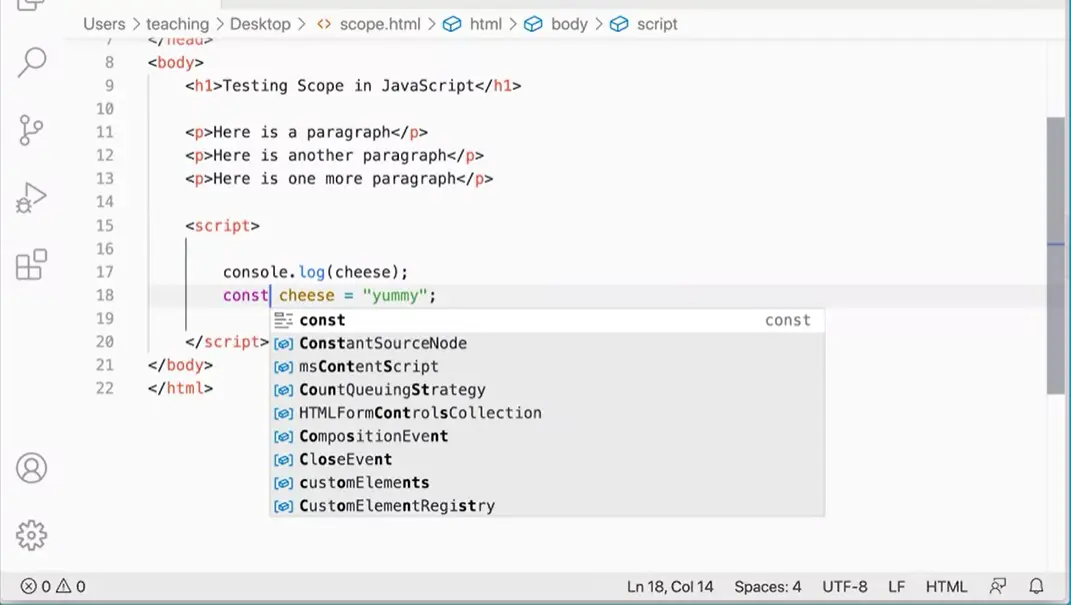 Users > teaching > Desktop > <> scope.html > html > body > script
7 </head>
8 <body>
9 <h1>Testing Scope in JavaScript</h1>
10
11 <p>Here is a paragraph</p>
12 <p>Here is another paragraph</p>
13 <p>Here is one more paragraph</p>
14
15 <script>
16
17 console.log(cheese);
18 const cheese = "yummy";
19
20 </script>
21 </body>
22 </html>
const const
ConstantSourceNode
msContentScript
CountQueuingStrategy
HTMLFormControlsCollection
CompositionEvent
CloseEvent
customElements
CustomElementRegistry
0 0 Ln 18, Col 14 Spaces: 4 UTF-8 LF HTML